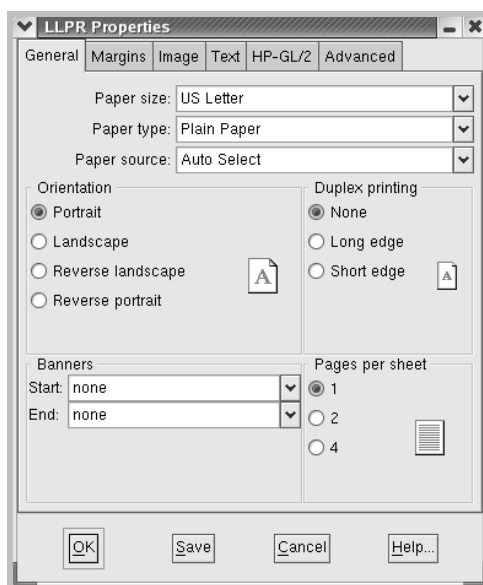 LLPR Properties
General Margins Image Text HP-GL/2 Advanced
Paper size: US Letter
Paper type: Plain Paper
Paper source: Auto Select
Orientation
Portrait
Landscape
Reverse landscape
Reverse portrait
A
Duplex printing
None
Long edge
Short edge
A
Banners
Start: none
End: none
Pages per sheet
1
2
4
OK Save Cancel Help...